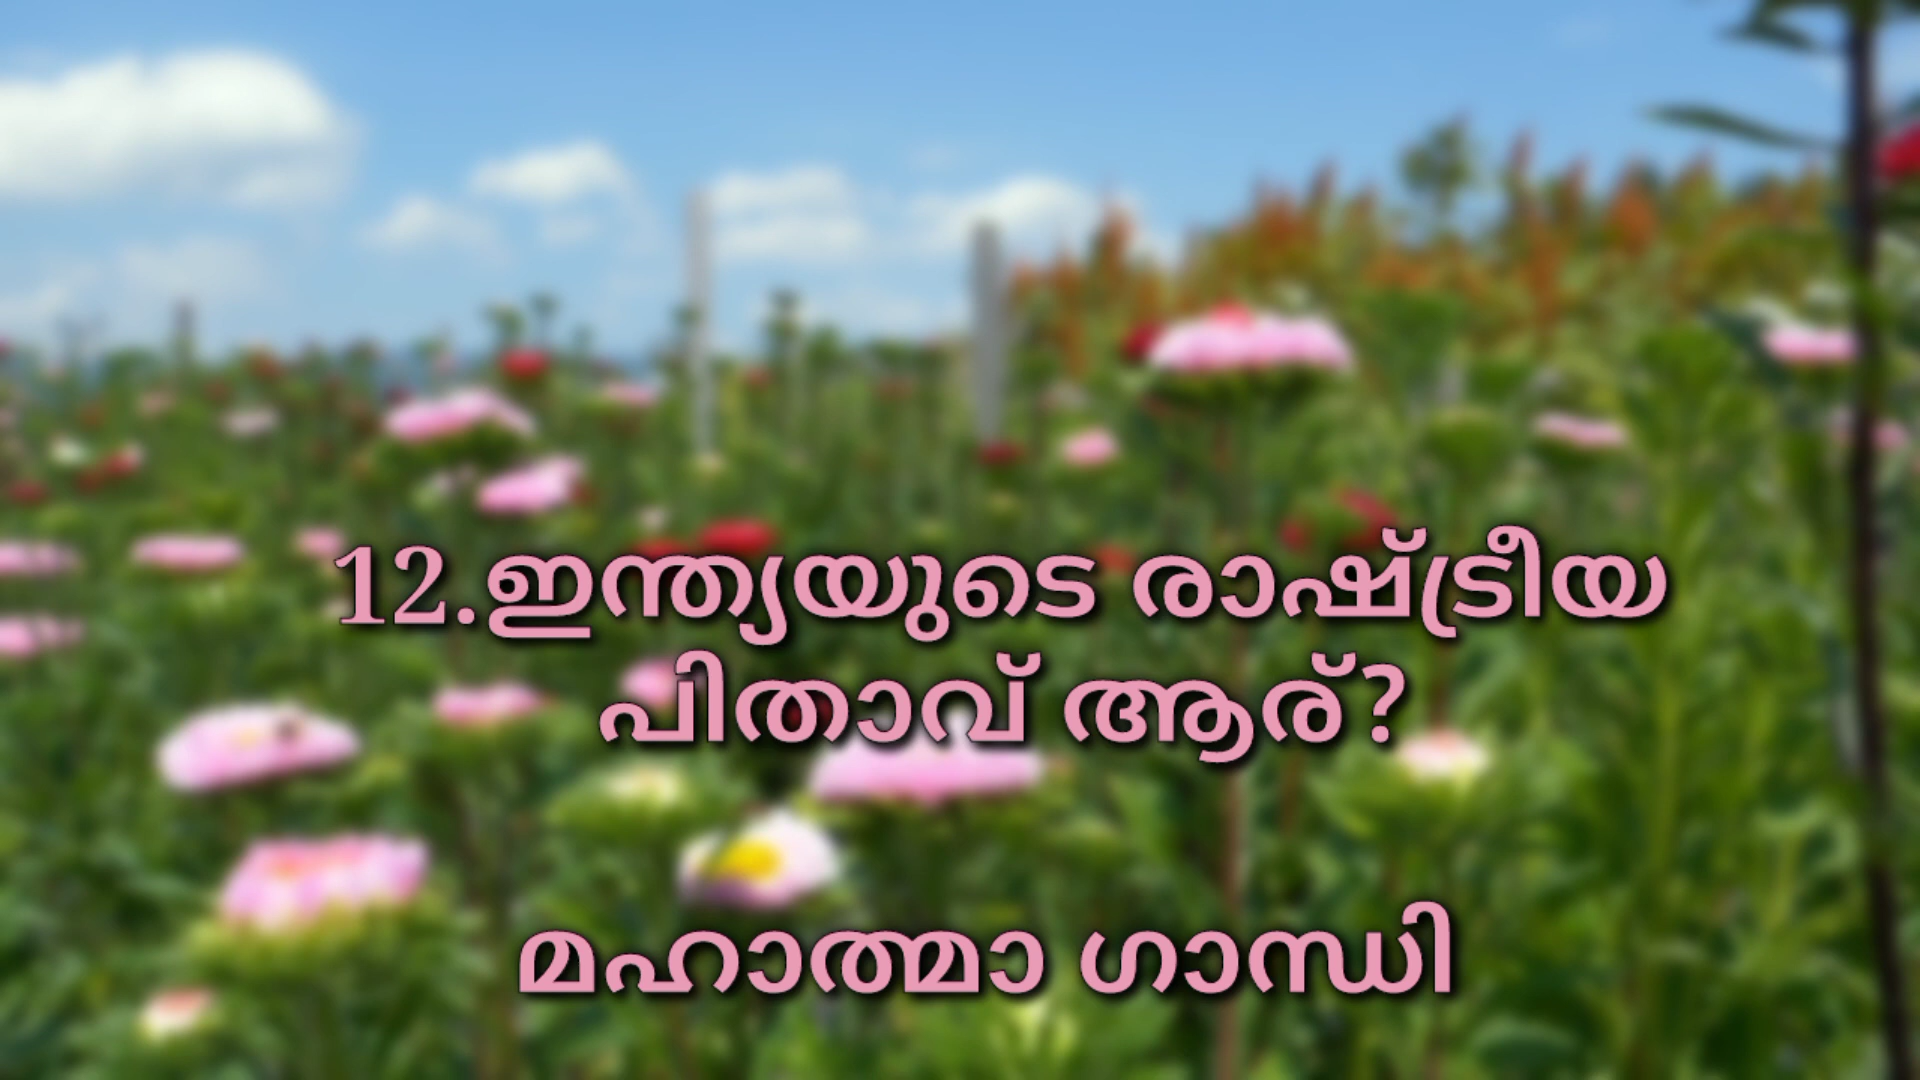 12.ഇന്ത്യയുടെ രാഷ്ട്രീയ
പിതാവ് ആര്?
മഹാത്മാ ഗാന്ധി